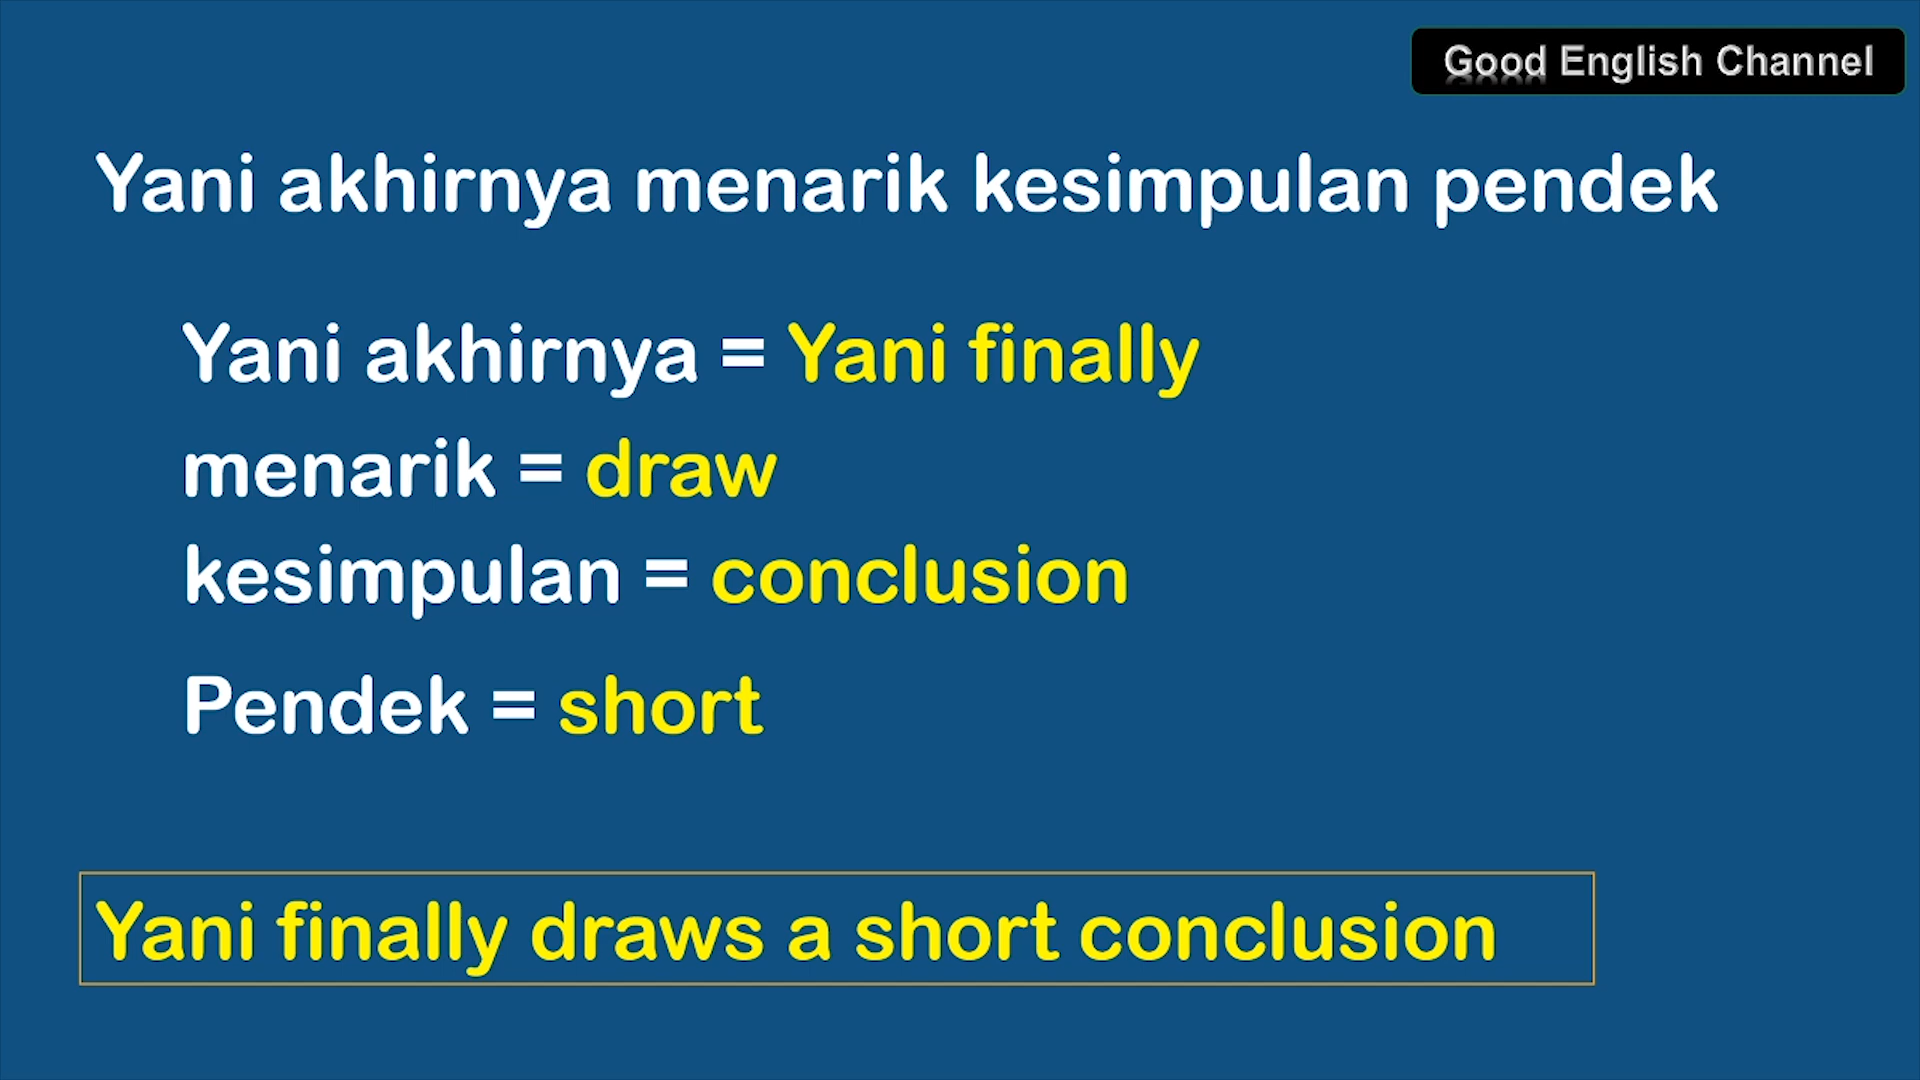 Good English Channel
Yani akhirnya menarik kesimpulan pendek
Yani akhirnya = Yani finally
menarik = draw
kesimpulan = conclusion
Pendek = short
Yani finally draws a short conclusion